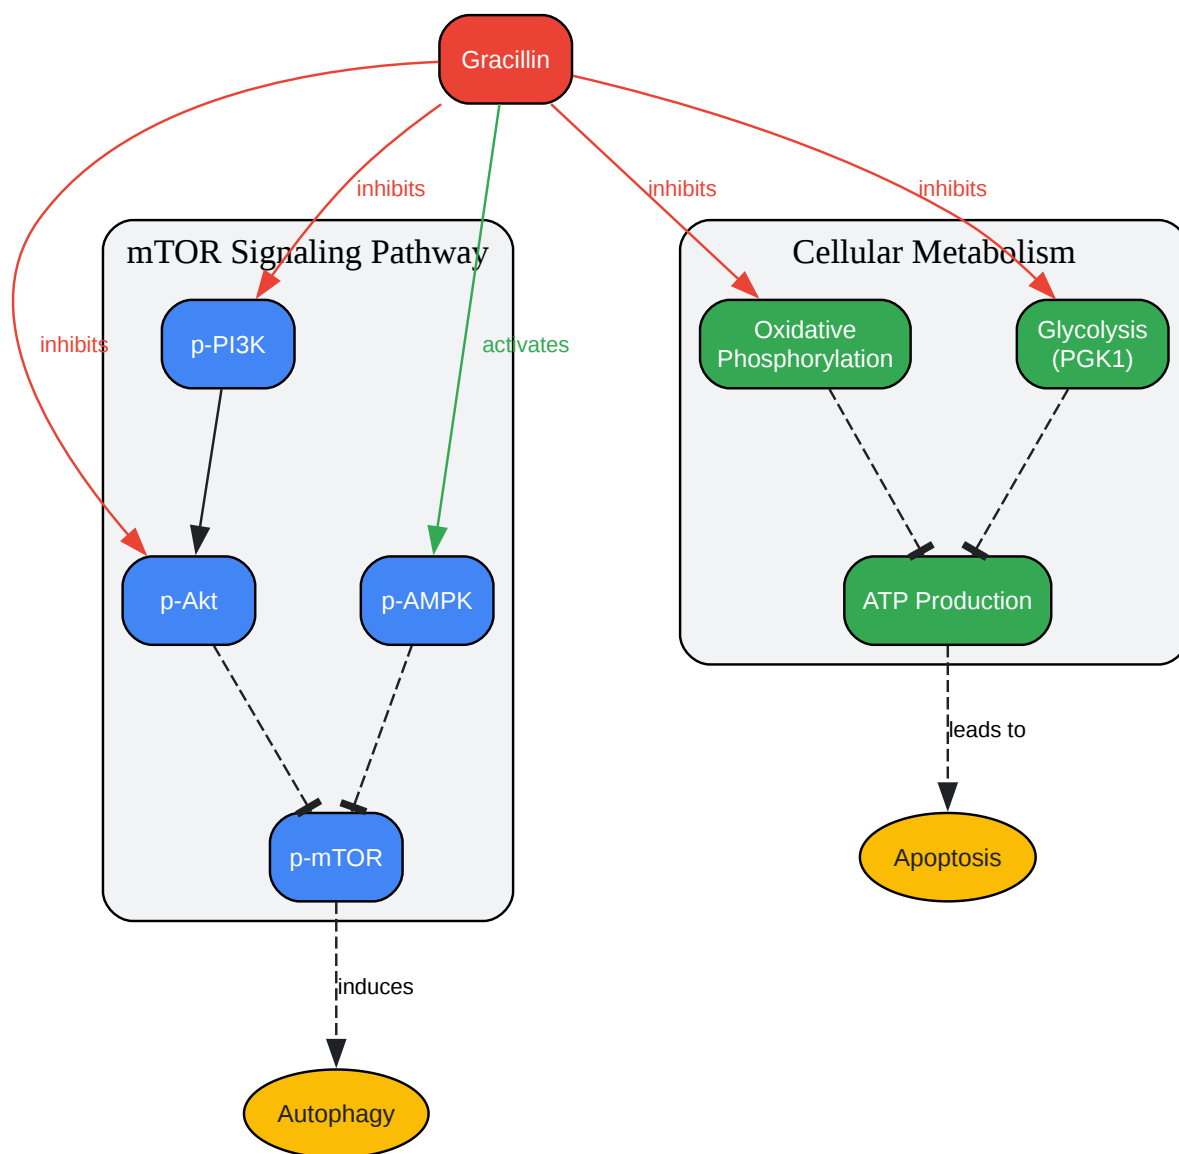 Gracillin
inhibits
inhibits
inhibits
mTOR Signaling Pathway
Cellular Metabolism
p-PI3K
inhibits
activates
Oxidative
Phosphorylation
Glycolysis
(PGK1)
p-Akt
p-AMPK
ATP Production
leads to
p-mTOR
Apoptosis
induces
Autophagy